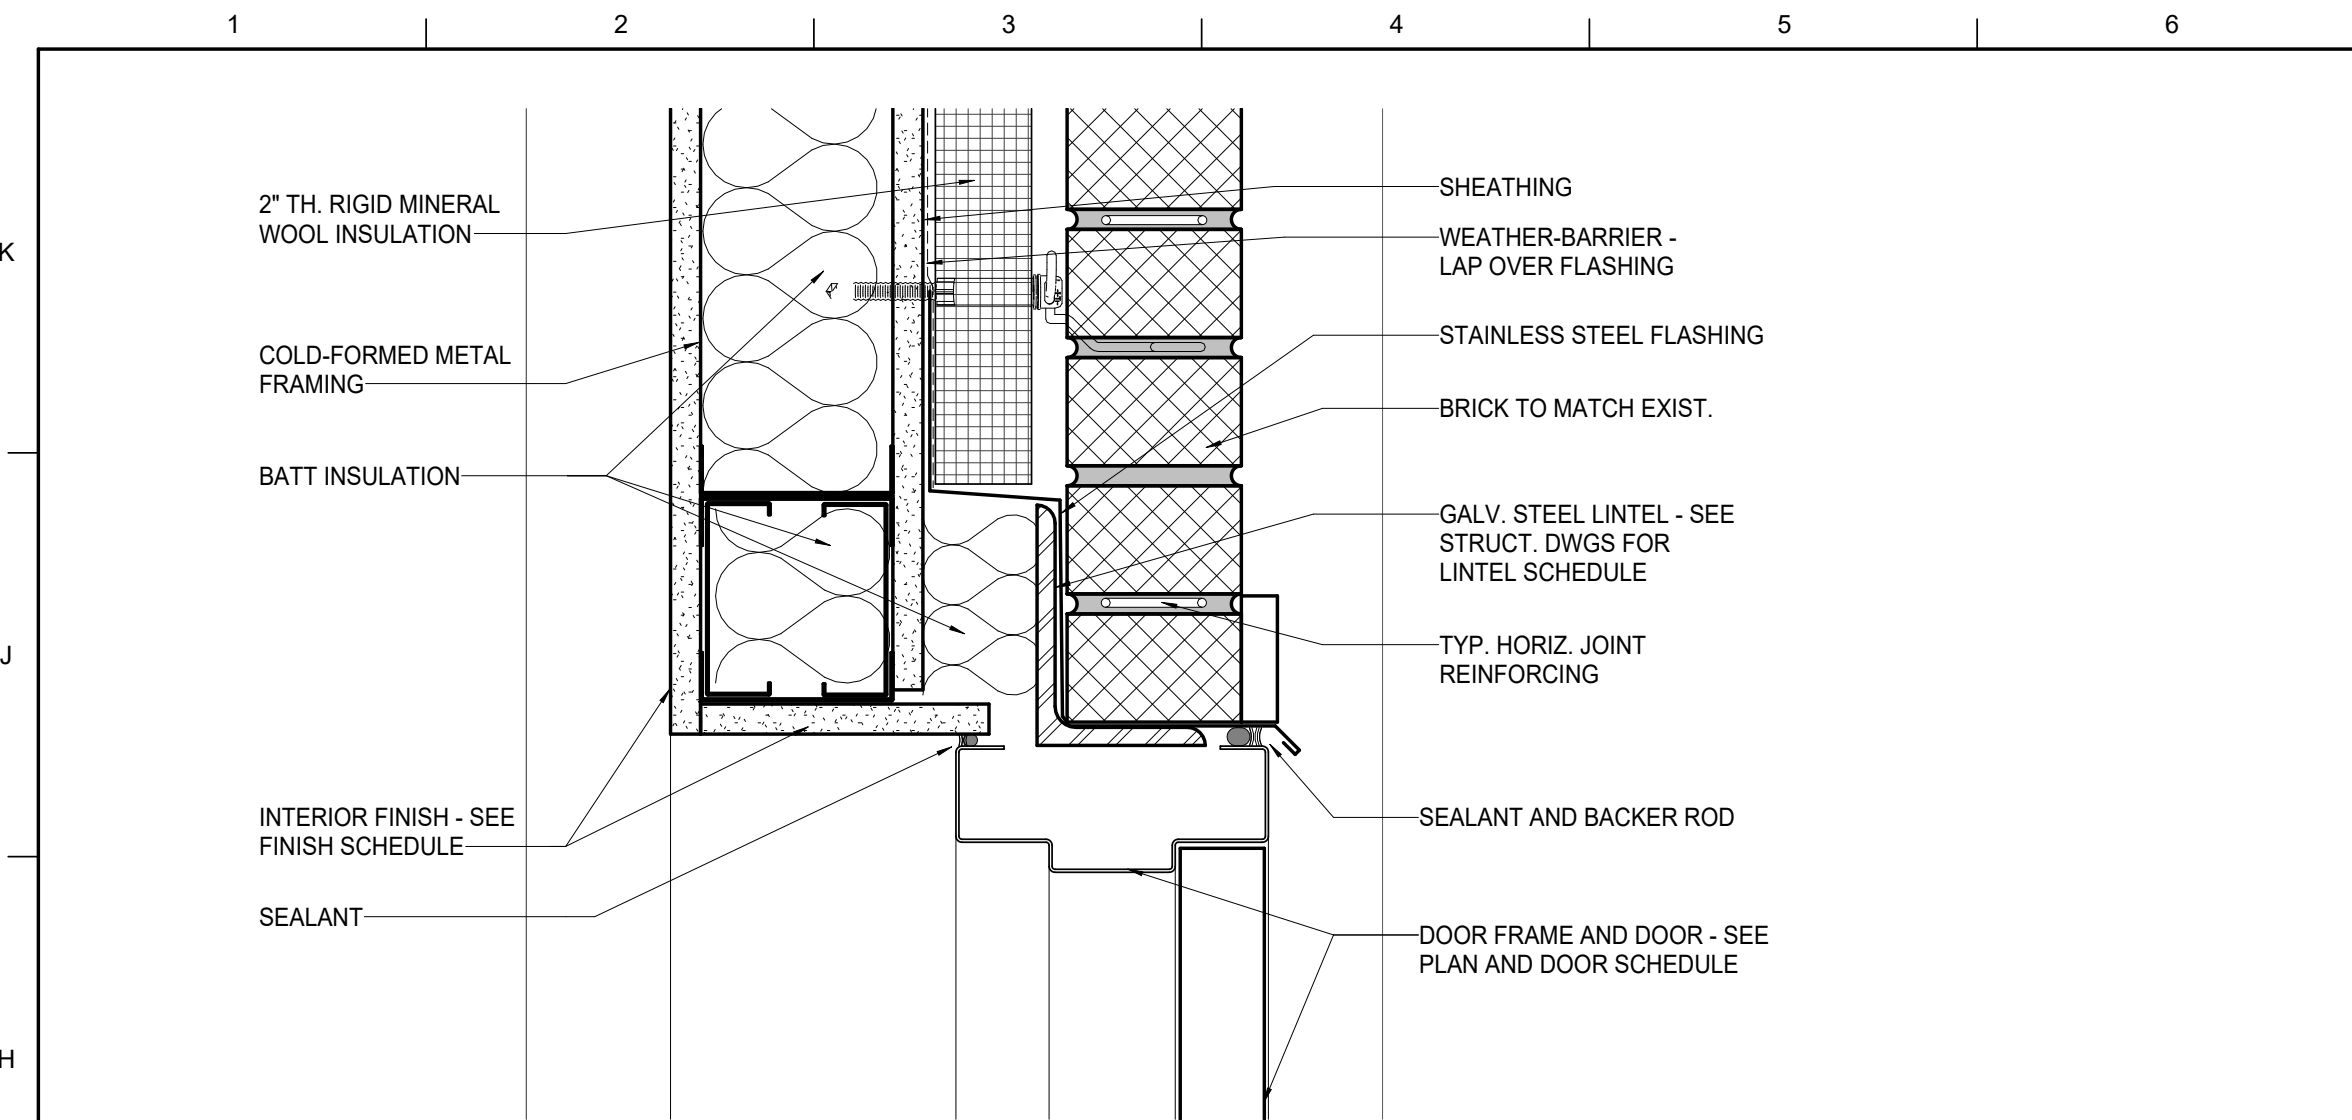 1 2 3 4 5 6
K
J
H
2" TH. RIGID MINERAL
WOOL INSULATION
COLD-FORMED METAL
FRAMING
BATT INSULATION
INTERIOR FINISH - SEE
FINISH SCHEDULE
SEALANT
SHEATHING
WEATHER-BARRIER -
LAP OVER FLASHING
STAINLESS STEEL FLASHING
BRICK TO MATCH EXIST.
GALV. STEEL LINTEL - SEE
STRUCT. DWGS FOR
LINTEL SCHEDULE
TYP. HORIZ. JOINT
REINFORCING
SEALANT AND BACKER ROD
DOOR FRAME AND DOOR - SEE
PLAN AND DOOR SCHEDULE